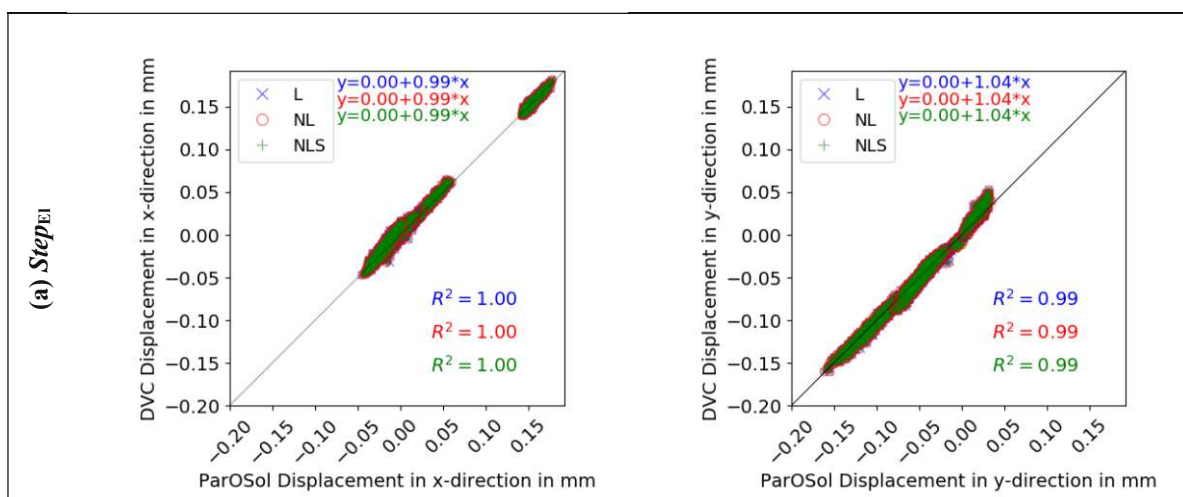 (a) StepEl
DVC Displacement in x-direction in mm
0.15
0.10
0.05
0.00
−0.05
−0.10
−0.15
−0.20
L
NL
NLS
y=0.00+0.99*x
y=0.00+0.99*x
y=0.00+0.99*x
R² = 1.00
R² = 1.00
R² = 1.00
−0.20 −0.15 −0.10 −0.05 0.00 0.05 0.10 0.15
ParOSol Displacement in x-direction in mm
DVC Displacement in y-direction in mm
0.15
0.10
0.05
0.00
−0.05
−0.10
−0.15
−0.20
L
NL
NLS
y=0.00+1.04*x
y=0.00+1.04*x
y=0.00+1.04*x
R² = 0.99
R² = 0.99
R² = 0.99
−0.20 −0.15 −0.10 −0.05 0.00 0.05 0.10 0.15
ParOSol Displacement in y-direction in mm